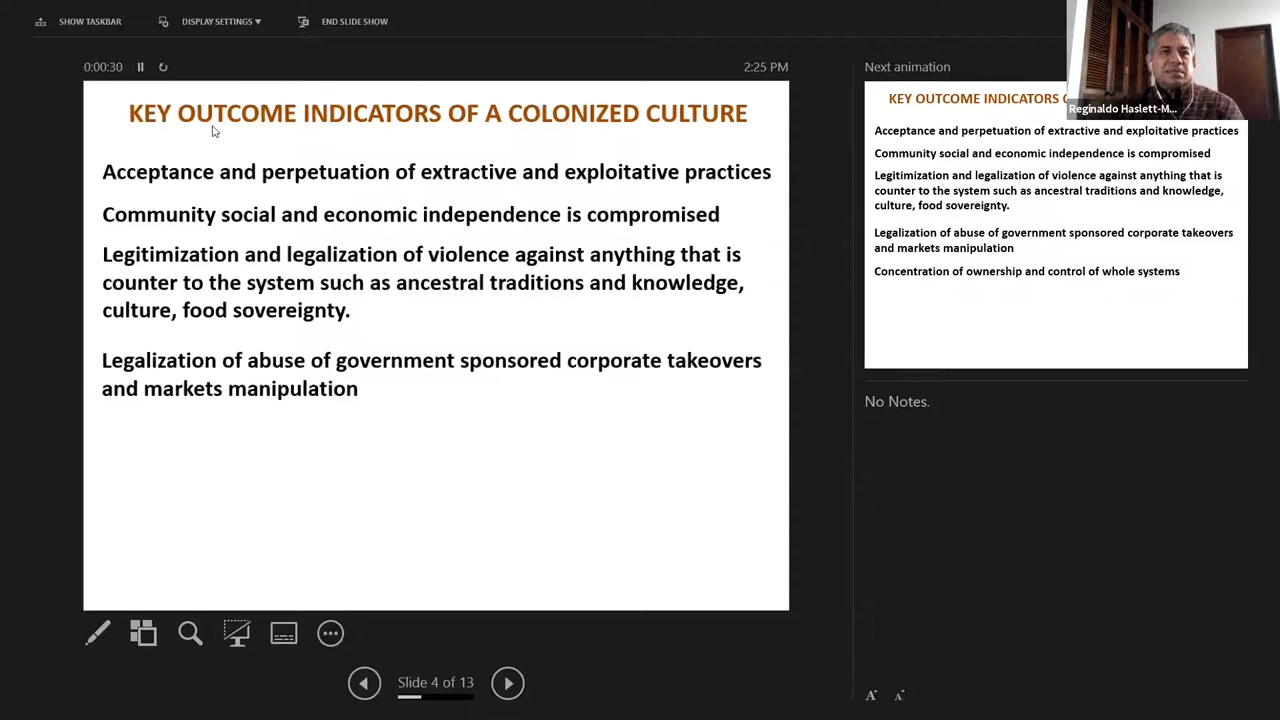 SHOW TASKBAR
DISPLAY SETTINGS
END SLIDE SHOW
0:00:30
2:25 PM
KEY OUTCOME INDICATORS OF A COLONIZED CULTURE
Acceptance and perpetuation of extractive and exploitative practices
Community social and economic independence is compromised
Legitimization and legalization of violence against anything that is
counter to the system such as ancestral traditions and knowledge,
culture, food sovereignty.
Legalization of abuse of government sponsored corporate takeovers
and markets manipulation
Slide 4 of 13
Next animation
Reginaldo Haslett-M...
KEY OUTCOME INDICATORS
Acceptance and perpetuation of extractive and exploitative practices
Community social and economic independence is compromised
Legitimization and legalization of violence against anything that is
counter to the system such as ancestral traditions and knowledge,
culture, food sovereignty.
Legalization of abuse of government sponsored corporate takeovers
and markets manipulation
Concentration of ownership and control of whole systems
No Notes.
A A